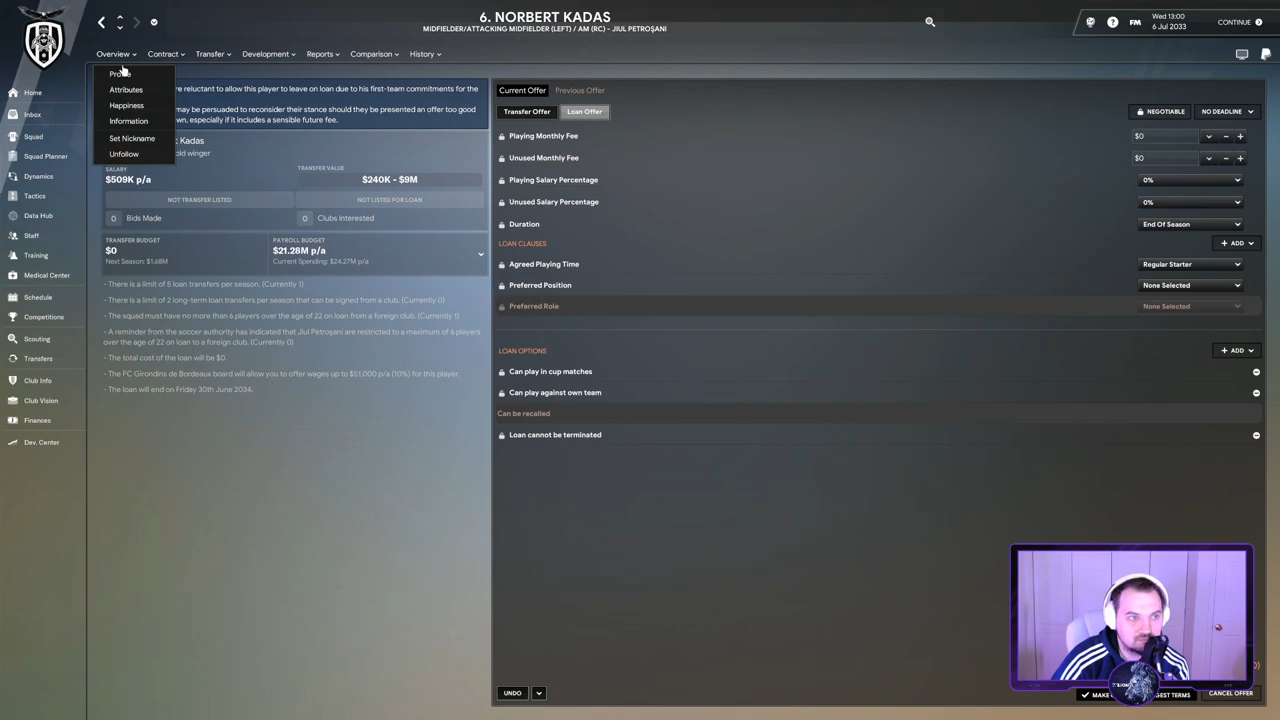 6. NORBERT KADAS
MIDFIELDER/ATTACKING MIDFIELDER (LEFT) / AM (RC) - JIUL PETROŞANI
FM
Wed 13:00
6 Jul 2033
CONTINUE
Overview
Contract
Transfer
Development
Reports
Comparison
History
Home
Inbox
Squad
Squad Planner
Dynamics
Tactics
Data Hub
Staff
Training
Medical Center
Schedule
Competitions
Scouting
Transfers
Club Info
Club Vision
Finances
Dev. Center
Attributes
Happiness
Information
Set Nickname
Unfollow
re reluctant to allow this player to leave on loan due to his first-team commitments for the
may be persuaded to reconsider their stance should they be presented an offer too good
wn, especially if it includes a sensible future fee.
t Kadas
old winger
SALARY
$509K p/a
TRANSFER VALUE
$240K - $9M
NOT TRANSFER LISTED
NOT LISTED FOR LOAN
0 Bids Made
0 Clubs Interested
TRANSFER BUDGET
$0
Next Season: $1.68M
PAYROLL BUDGET
$21.28M p/a
Current Spending: $24.27M p/a
- There is a limit of 5 loan transfers per season. (Currently 1)
- There is a limit of 2 long-term loan transfers per season that can be signed from a club. (Currently 0)
- The squad must have no more than 6 players over the age of 22 on loan from a foreign club. (Currently 1)
- A reminder from the soccer authority has indicated that Jiul Petroşani are restricted to a maximum of 6 players
over the age of 22 on loan to a foreign club. (Currently 0)
- The total cost of the loan will be $0.
- The FC Girondins de Bordeaux board will allow you to offer wages up to $51,000 p/a (10%) for this player.
- The loan will end on Friday 30th June 2034.
Current Offer
Previous Offer
Transfer Offer
Loan Offer
NEGOTIABLE
NO DEADLINE
Playing Monthly Fee
$0
Unused Monthly Fee
$0
Playing Salary Percentage
0%
Unused Salary Percentage
0%
Duration
End Of Season
LOAN CLAUSES
+ ADD
Agreed Playing Time
Regular Starter
Preferred Position
None Selected
Preferred Role
None Selected
LOAN OPTIONS
+ ADD
Can play in cup matches
Can play against own team
Can be recalled
Loan cannot be terminated
UNDO
MAKE
GEST TERMS
CANCEL OFFER